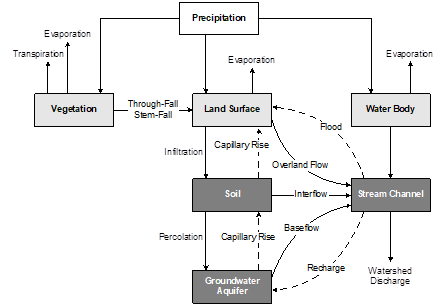 Precipitation
Evaporation
Transpiration
Evaporation
Evaporation
Vegetation
Through-Fall
Stem-Fall
Land Surface
Water Body
Flood
Infiltration
Capillary Rise
Overland Flow
Soil
Interflow
Stream Channel
Percolation
Capillary Rise
Baseflow
Recharge
Watershed
Discharge
Groundwater
Aquifer